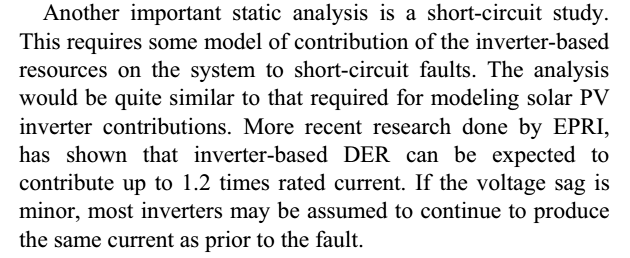 Another important static analysis is a short-circuit study.
This requires some model of contribution of the inverter-based
resources on the system to short-circuit faults. The analysis
would be quite similar to that required for modeling solar PV
inverter contributions. More recent research done by EPRI,
has shown that inverter-based DER can be expected to
contribute up to 1.2 times rated current. If the voltage sag is
minor, most inverters may be assumed to continue to produce
the same current as prior to the fault.